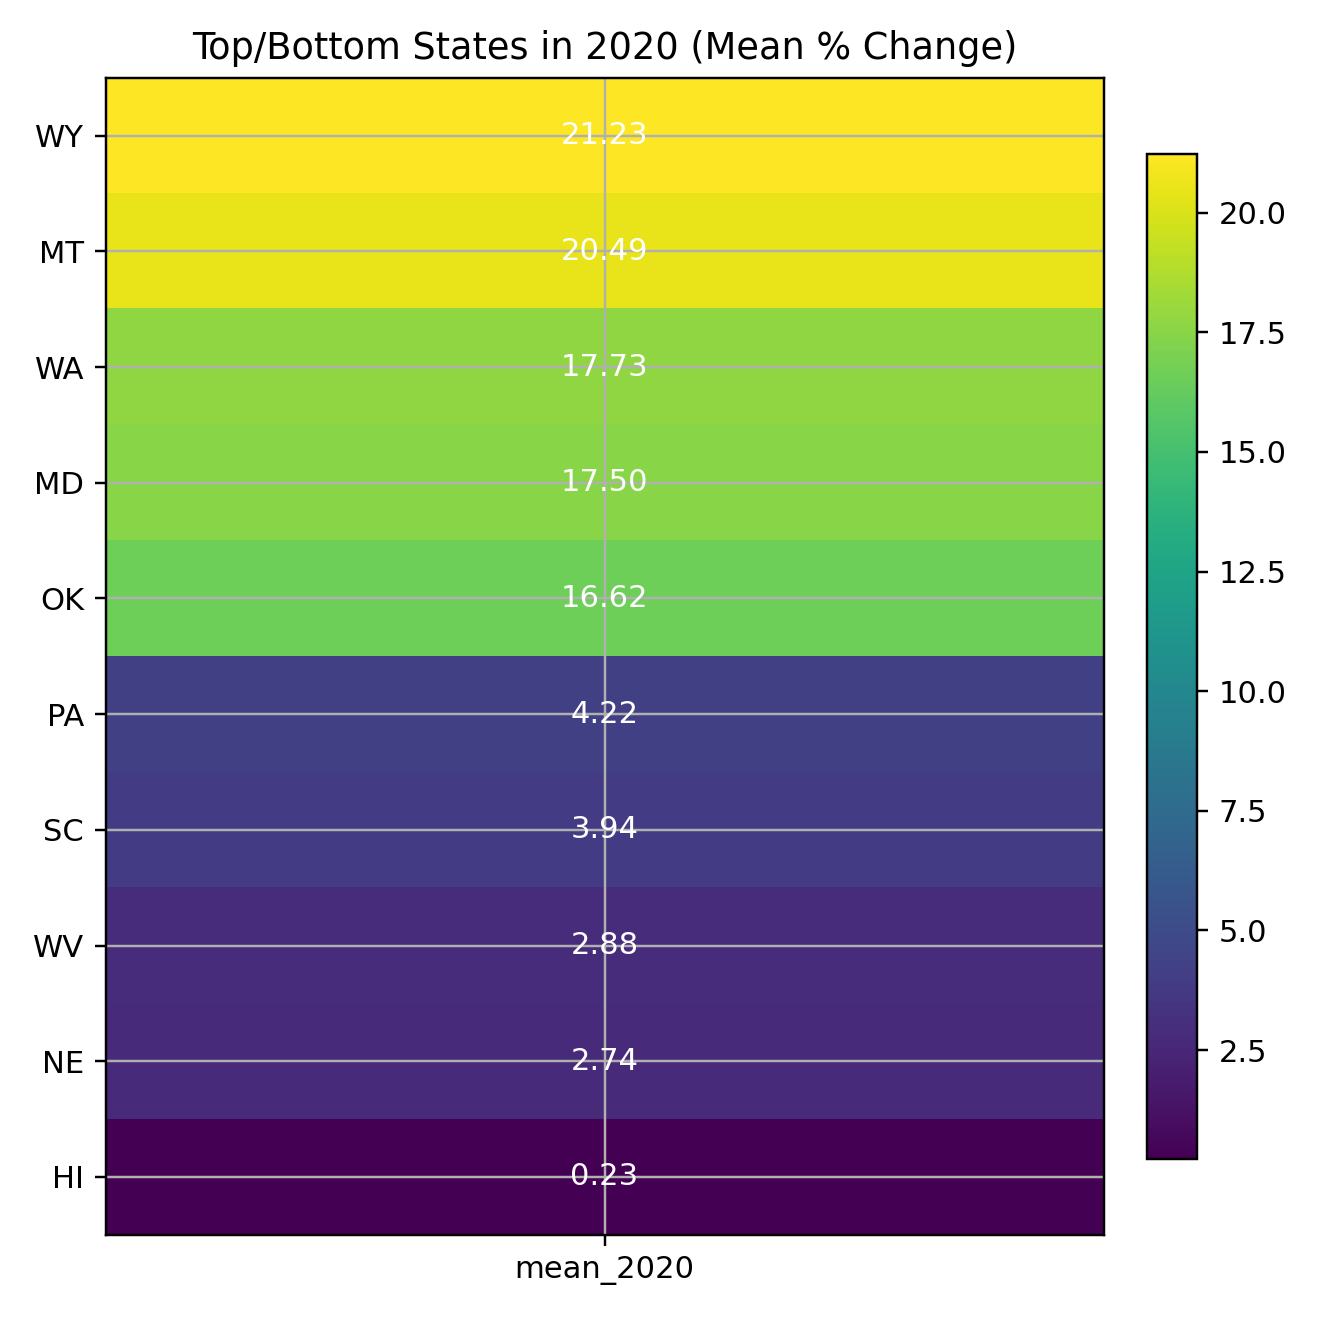 Top/Bottom States in 2020 (Mean % Change)
WY 21.23
MT 20.49
WA 17.73
MD 17.50
OK 16.62
PA 4.22
SC 3.94
WV 2.88
NE 2.74
HI 0.23
mean_2020
20.0
17.5
15.0
12.5
10.0
7.5
5.0
2.5